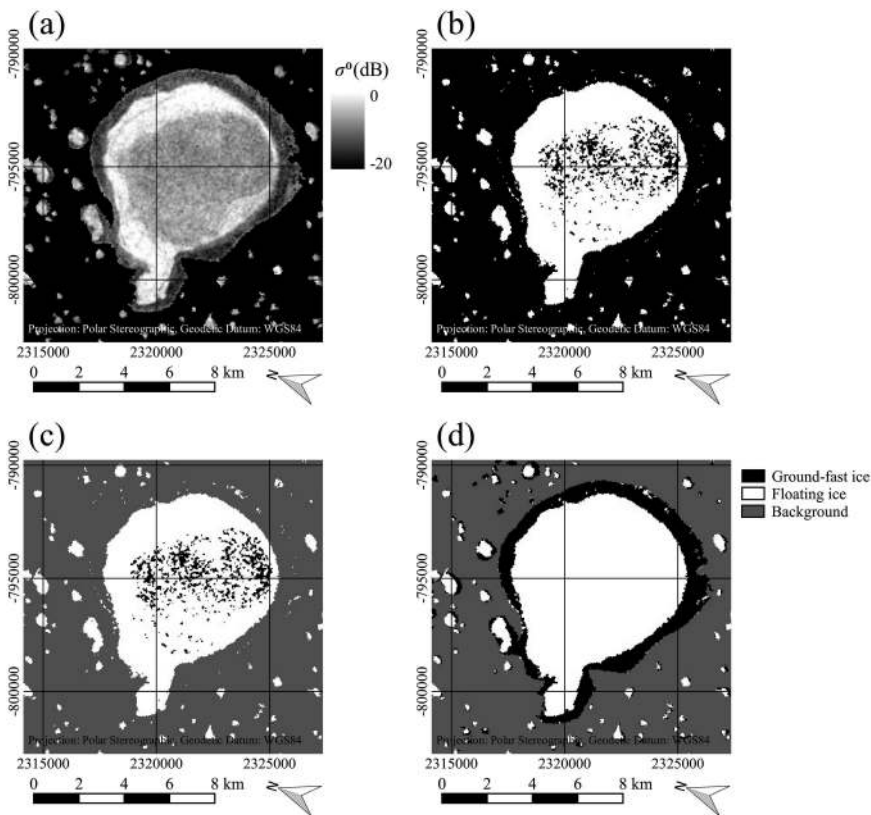 (a)
(b)
σ⁰(dB)
0
-20
-790000
-795000
-800000
Projection: Polar Stereographic, Geodetic Datum: WGS84
2315000 2320000 2325000
0 2 4 6 8 km
N
-790000
-795000
-800000
Projection: Polar Stereographic, Geodetic Datum: WGS84
2315000 2320000 2325000
0 2 4 6 8 km
N
(c)
(d)
-790000
-795000
-800000
Projection: Polar Stereographic, Geodetic Datum: WGS84
2315000 2320000 2325000
0 2 4 6 8 km
N
-790000
-795000
-800000
Projection: Polar Stereographic, Geodetic Datum: WGS84
2315000 2320000 2325000
0 2 4 6 8 km
N
Ground-fast ice
Floating ice
Background